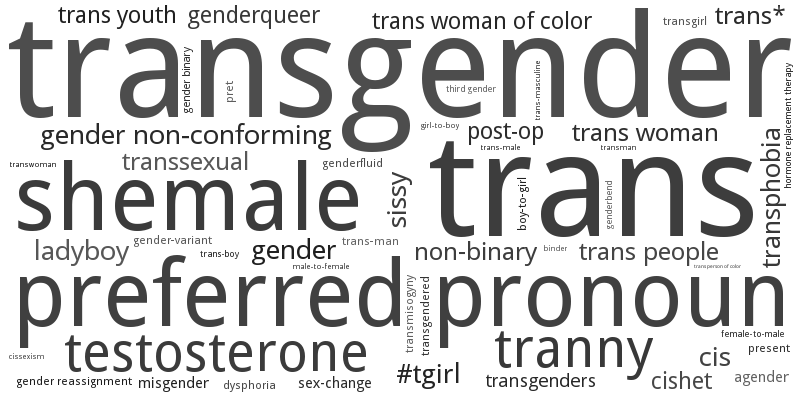 trans youth
genderqueer
trans woman of color
transgirl
trans*
transgender
gender binary
pret
third gender
trans-masculine
hormone replacement therapy
gender non-conforming
girl-to-boy
post-op
trans woman
transsexual
genderfluid
trans-male
transman
transwoman
shemale
sissy
trans
boy-to-girl
genderbend
transphobia
ladyboy
gender-variant
trans-boy
gender
trans-man
non-binary
binder
trans people
male-to-female
trans person of color
preferred pronoun
transmisogyny
transgendered
testosterone
tranny
female-to-male
cis
present
cissexism
gender reassignment
misgender
dysphoria
sex-change
#tgirl
transgenders
cishet
agender